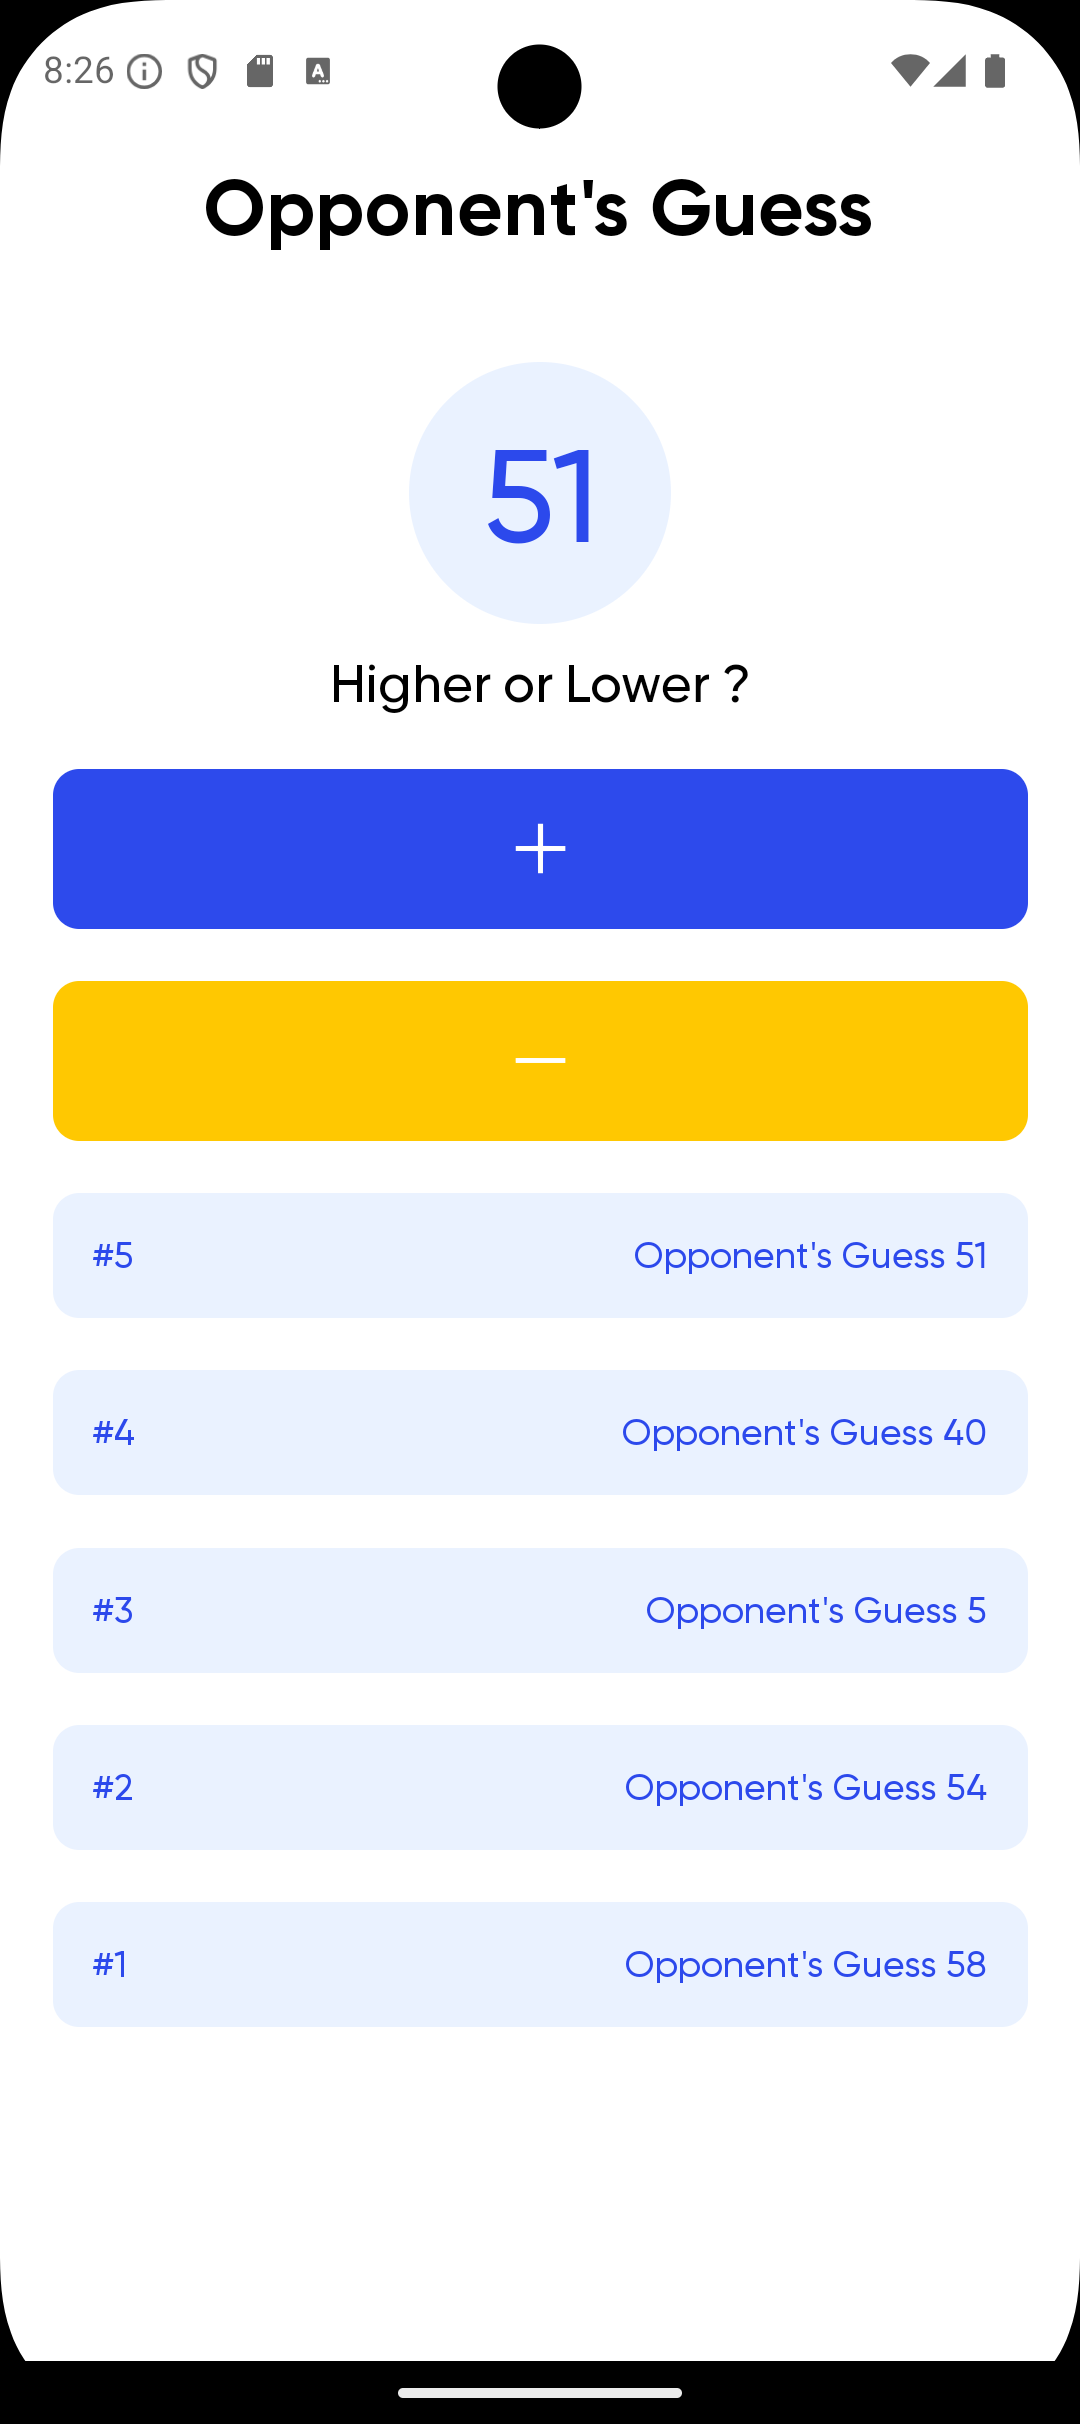 8:26
Opponent's Guess
51
Higher or Lower ?
+
−
#5 Opponent's Guess 51
#4 Opponent's Guess 40
#3 Opponent's Guess 5
#2 Opponent's Guess 54
#1 Opponent's Guess 58